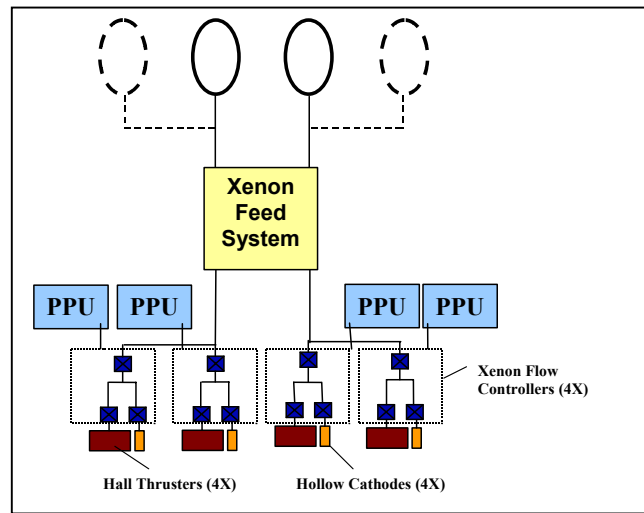 Xenon
Feed
System
PPU
PPU
PPU
PPU
Xenon Flow
Controllers (4X)
Hall Thrusters (4X)
Hollow Cathodes (4X)